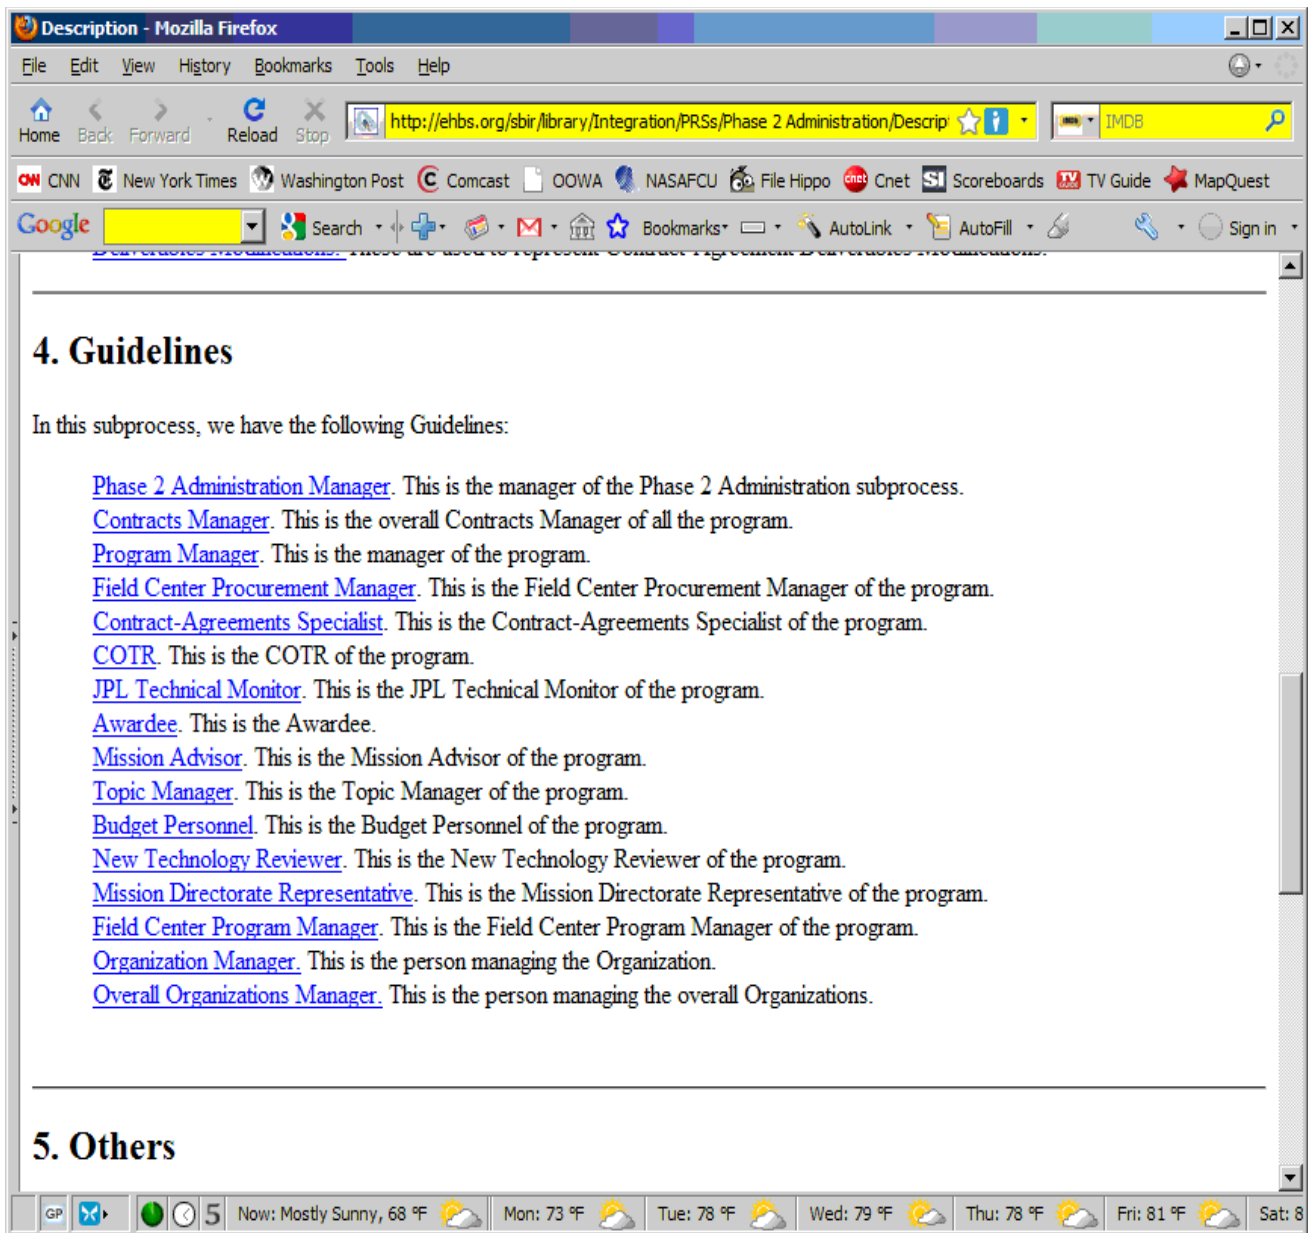 Description - Mozilla Firefox
File Edit View History Bookmarks Tools Help
Home Back Forward Reload Stop http://ehbs.org/sbir/library/Integration/PRSs/Phase 2 Administration/Descrip IMDB
CNN New York Times Washington Post Comcast OOWA NASAFCU File Hippo cnet Cnet SI Scoreboards TV Guide MapQuest
Google Search Bookmarks AutoLink AutoFill Sign in
Deliverables Modifications. These are used to represent Contract-Agreement Deliverables Modifications.
4. Guidelines
In this subprocess, we have the following Guidelines:
Phase 2 Administration Manager. This is the manager of the Phase 2 Administration subprocess.
Contracts Manager. This is the overall Contracts Manager of all the program.
Program Manager. This is the manager of the program.
Field Center Procurement Manager. This is the Field Center Procurement Manager of the program.
Contract-Agreements Specialist. This is the Contract-Agreements Specialist of the program.
COTR. This is the COTR of the program.
JPL Technical Monitor. This is the JPL Technical Monitor of the program.
Awardee. This is the Awardee.
Mission Advisor. This is the Mission Advisor of the program.
Topic Manager. This is the Topic Manager of the program.
Budget Personnel. This is the Budget Personnel of the program.
New Technology Reviewer. This is the New Technology Reviewer of the program.
Mission Directorate Representative. This is the Mission Directorate Representative of the program.
Field Center Program Manager. This is the Field Center Program Manager of the program.
Organization Manager. This is the person managing the Organization.
Overall Organizations Manager. This is the person managing the overall Organizations.
5. Others
GP 5 Now: Mostly Sunny, 68 °F Mon: 73 °F Tue: 78 °F Wed: 79 °F Thu: 78 °F Fri: 81 °F Sat: 8